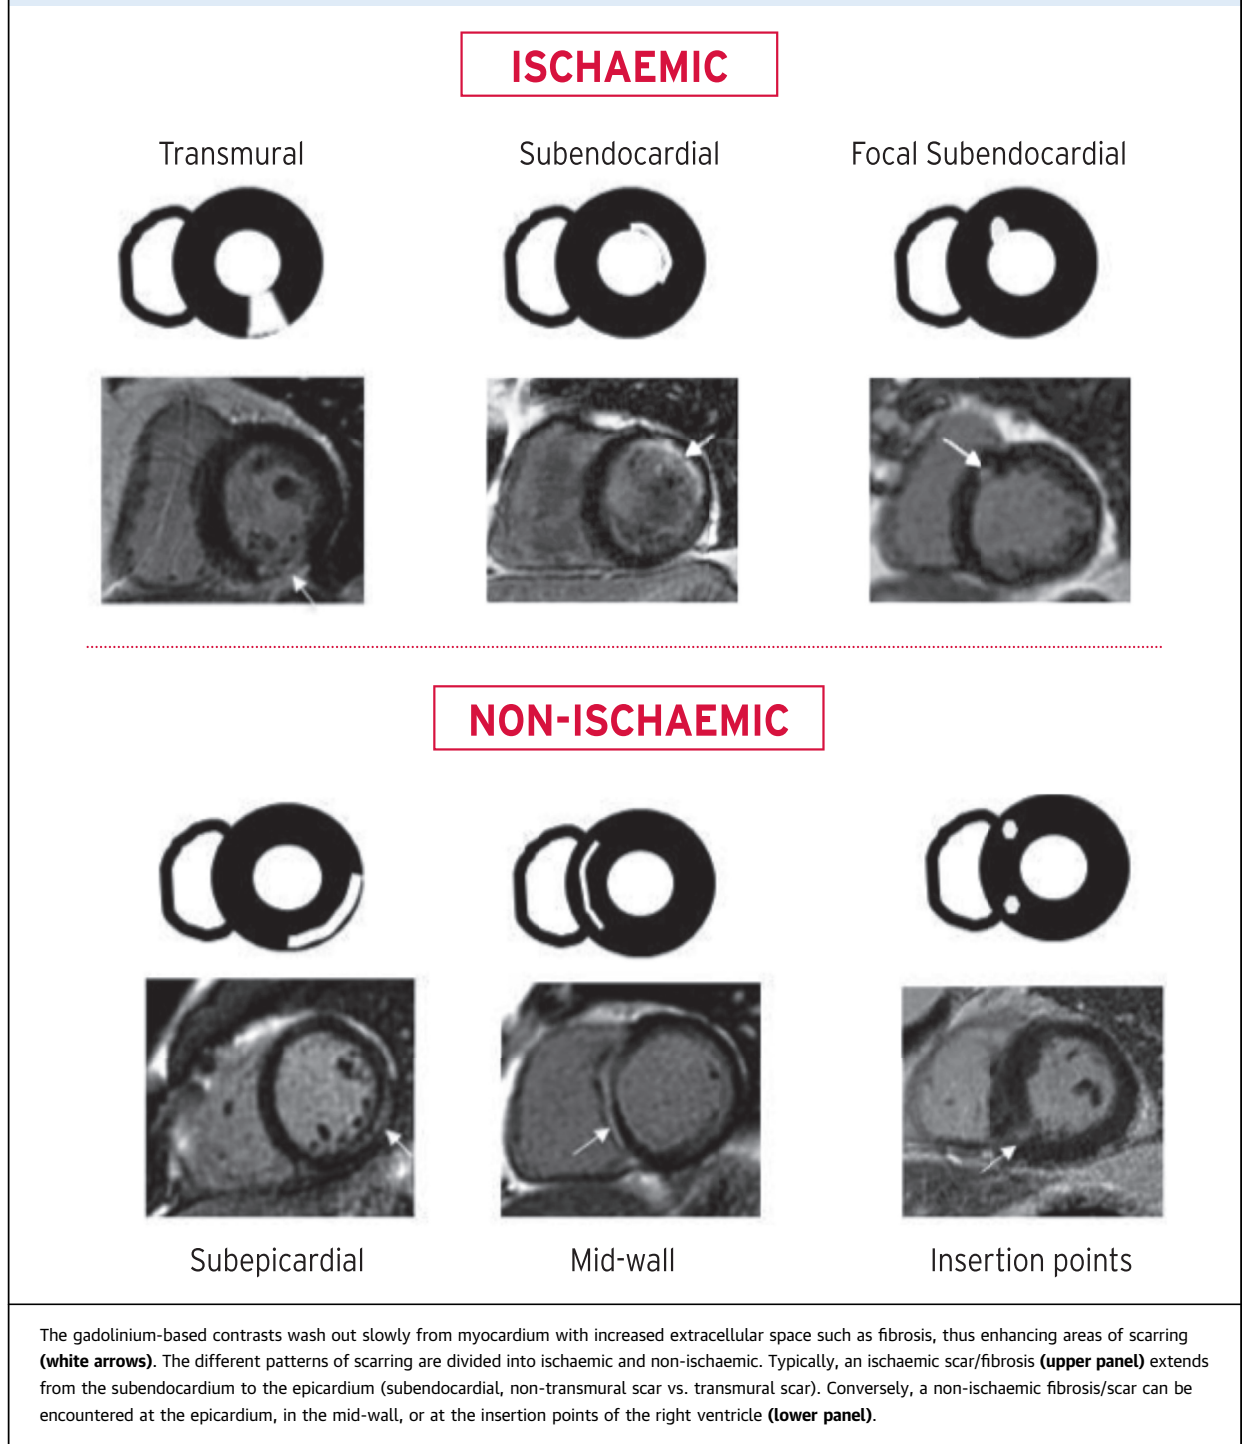 ISCHAEMIC
Transmural
Subendocardial
Focal Subendocardial
NON-ISCHAEMIC
Subepicardial
Mid-wall
Insertion points
The gadolinium-based contrasts wash out slowly from myocardium with increased extracellular space such as fibrosis, thus enhancing areas of scarring
(white arrows). The different patterns of scarring are divided into ischaemic and non-ischaemic. Typically, an ischaemic scar/fibrosis (upper panel) extends
from the subendocardium to the epicardium (subendocardial, non-transmural scar vs. transmural scar). Conversely, a non-ischaemic fibrosis/scar can be
encountered at the epicardium, in the mid-wall, or at the insertion points of the right ventricle (lower panel).